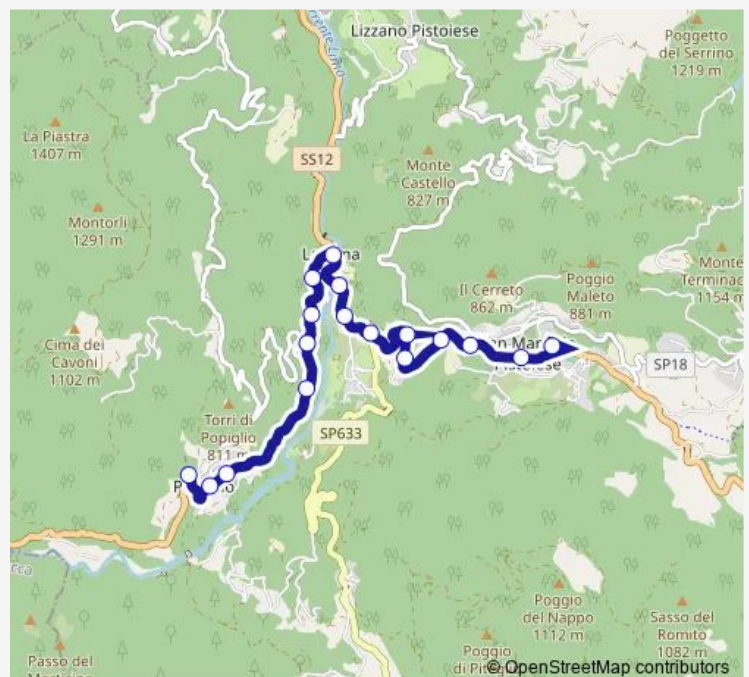 Lizzano Pistoiese
Poggetto
del Serrino
1219 m
La Piastra
1407 m
SS12
Monte
Castello
827 m
Montorli
1291 m
Il Cerreto
862 m
Poggio
Maleto
881 m
Monte
Terminac
1154 m
Cima dei
Cavoni
1102 m
SP18
Torri di
Popiglio
811 m
SP633
cca
Poggio
del Nappo
1112 m
Sasso del
Romito
1082 m
Passo del
Poggio
© OpenStreetMap contributors